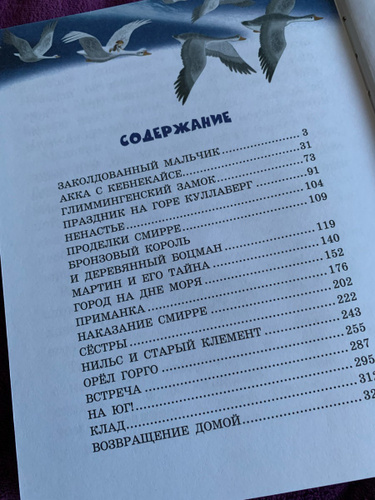 СОДЕРЖАНИЕ
ЗАКОЛДОВАННЫЙ МАЛЬЧИК 3
АККА С КЕБНЕКАЙСЕ 31
ГЛИММИНГЕНСКИЙ ЗАМОК 73
ПРАЗДНИК НА ГОРЕ КУЛЛАБЕРГ 91
НЕНАСТЬЕ 104
ПРОДЕЛКИ СМИРРЕ 109
БРОНЗОВЫЙ КОРОЛЬ
И ДЕРЕВЯННЫЙ БОЦМАН 119
МАРТИН И ЕГО ТАЙНА 140
ГОРОД НА ДНЕ МОРЯ 152
ПРИМАНКА 176
НАКАЗАНИЕ СМИРРЕ 202
СЁСТРЫ 222
НИЛЬС И СТАРЫЙ КЛЕМЕНТ 243
ОРЁЛ ГОРГО 255
ВСТРЕЧА 287
НА ЮГ! 295
КЛАД
ВОЗВРАЩЕНИЕ ДОМОЙ